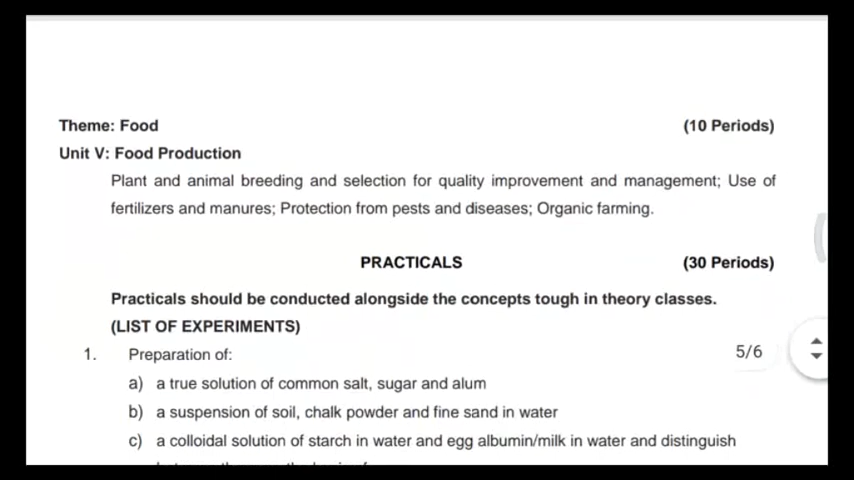 Theme: Food (10 Periods)
Unit V: Food Production
Plant and animal breeding and selection for quality improvement and management; Use of
fertilizers and manures; Protection from pests and diseases; Organic farming.
PRACTICALS (30 Periods)
Practicals should be conducted alongside the concepts tough in theory classes.
(LIST OF EXPERIMENTS)
1. Preparation of:
5/6
a) a true solution of common salt, sugar and alum
b) a suspension of soil, chalk powder and fine sand in water
c) a colloidal solution of starch in water and egg albumin/milk in water and distinguish